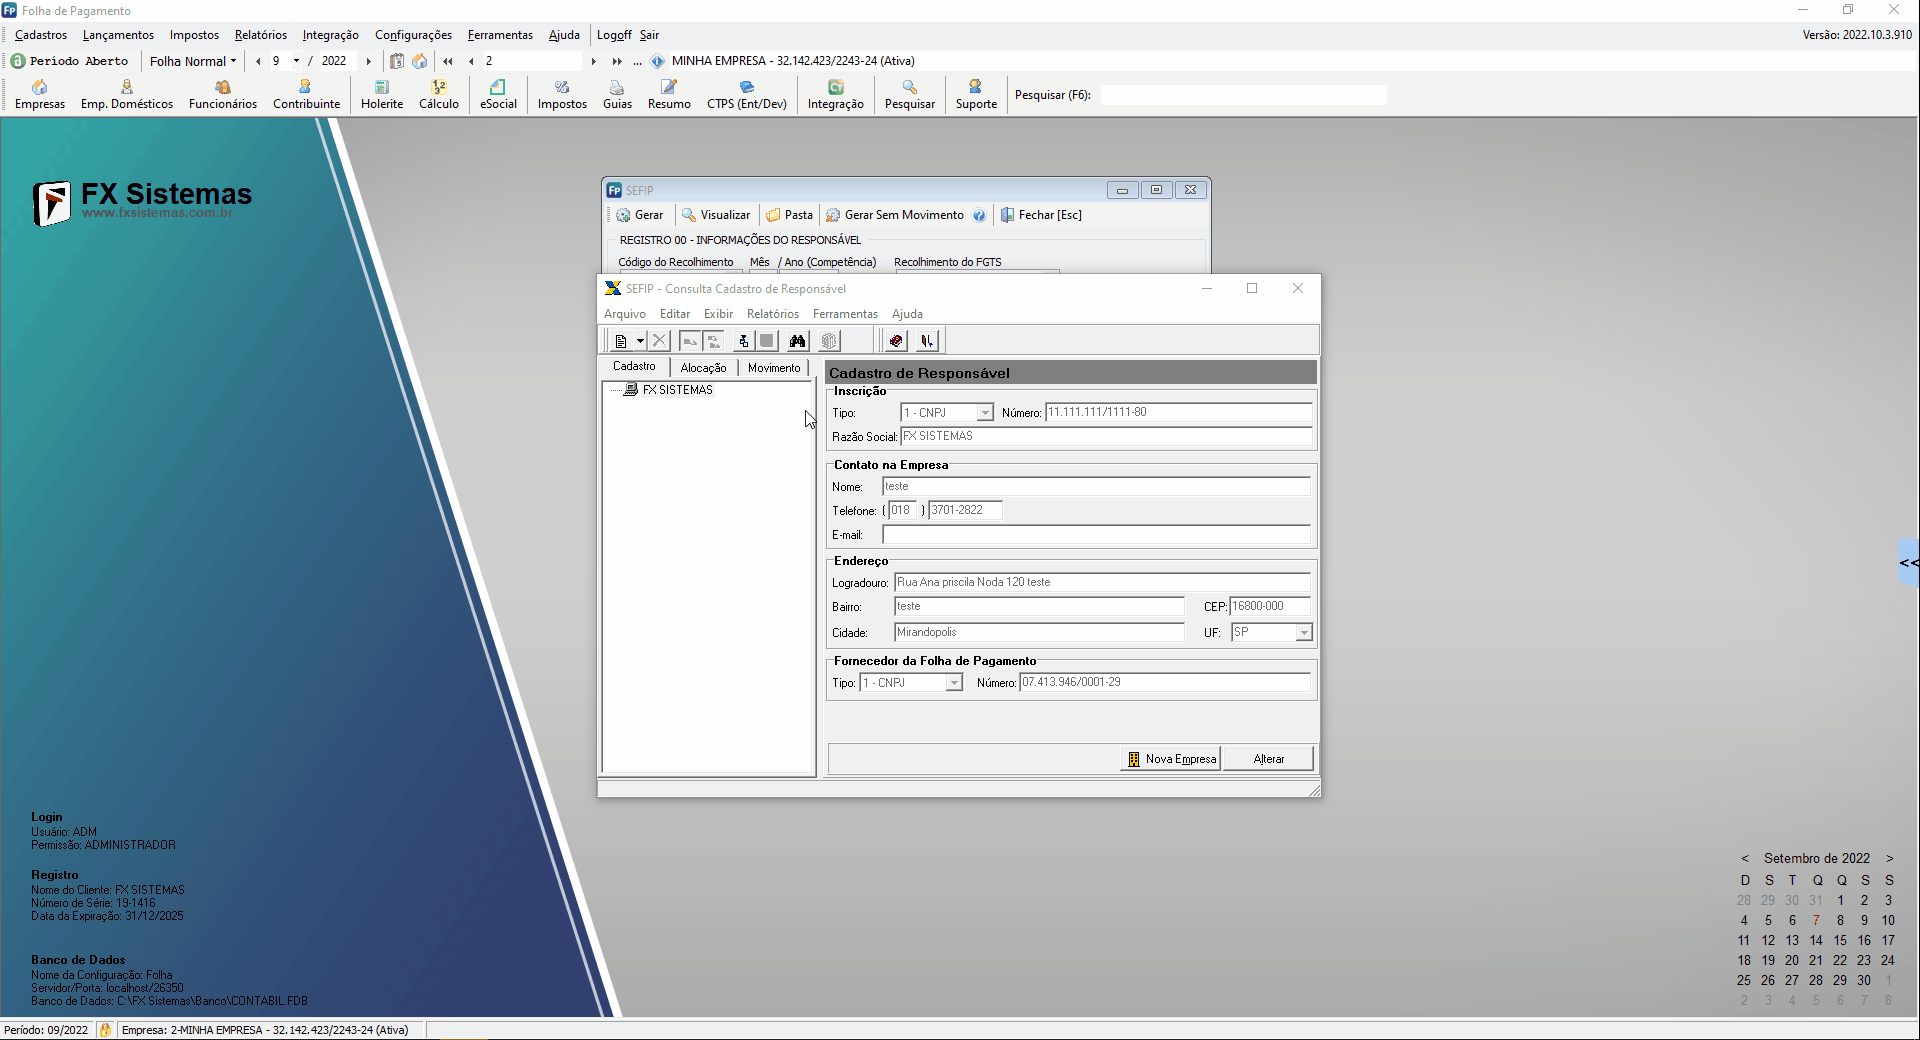 Folha de Pagamento
Cadastros Lançamentos Impostos Relatórios Integração Configurações Ferramentas Ajuda Logoff Sair Versão: 2022.10.3.910
Período Aberto Folha Normal 9 / 2022 2 ... MINHA EMPRESA - 32.142.423/2243-24 (Ativa)
Empresas Emp. Domésticos Funcionários Contribuinte Holerite Cálculo eSocial Impostos Guias Resumo CTPS (Ent/Dev) Integração Pesquisar Suporte Pesquisar (F6):
FX Sistemas
www.fxsistemas.com.br
SEFIP
Gerar Visualizar Pasta Gerar Sem Movimento Fechar [Esc]
REGISTRO 00 - INFORMAÇÕES DO RESPONSÁVEL
Código do Recolhimento Mês / Ano (Competência) Recolhimento do FGTS
SEFIP - Consulta Cadastro de Responsável
Arquivo Editar Exibir Relatórios Ferramentas Ajuda
Cadastro Alocação Movimento
FX SISTEMAS
Cadastro de Responsável
Inscrição
Tipo: 1 - CNPJ Número: 11.111.111/1111-80
Razão Social: FX SISTEMAS
Contato na Empresa
Nome: teste
Telefone: ( 018 ) 3701-2822
E-mail:
Endereço
Logradouro: Rua Ana priscila Noda 120 teste
Bairro: teste CEP: 16800-000
Cidade: Mirandopolis UF: SP
Fornecedor da Folha de Pagamento
Tipo: 1 - CNPJ Número: 07.413.946/0001-29
Nova Empresa Alterar
<<
Login
Usuário: ADM
Permissão: ADMINISTRADOR
Registro
Nome do Cliente: FX SISTEMAS
Número de Série: 19-1416
Data da Expiração: 31/12/2025
Banco de Dados
Nome da Configuração: Folha
Servidor/Porta: localhost/26350
Banco de Dados: C:\FX Sistemas\Banco\CONTABIL.FDB
< Setembro de 2022 >
D S T Q Q S S
28 29 30 31 1 2 3
4 5 6 7 8 9 10
11 12 13 14 15 16 17
18 19 20 21 22 23 24
25 26 27 28 29 30 1
2 3 4 5 6 7 8
Período: 09/2022 Empresa: 2-MINHA EMPRESA - 32.142.423/2243-24 (Ativa)